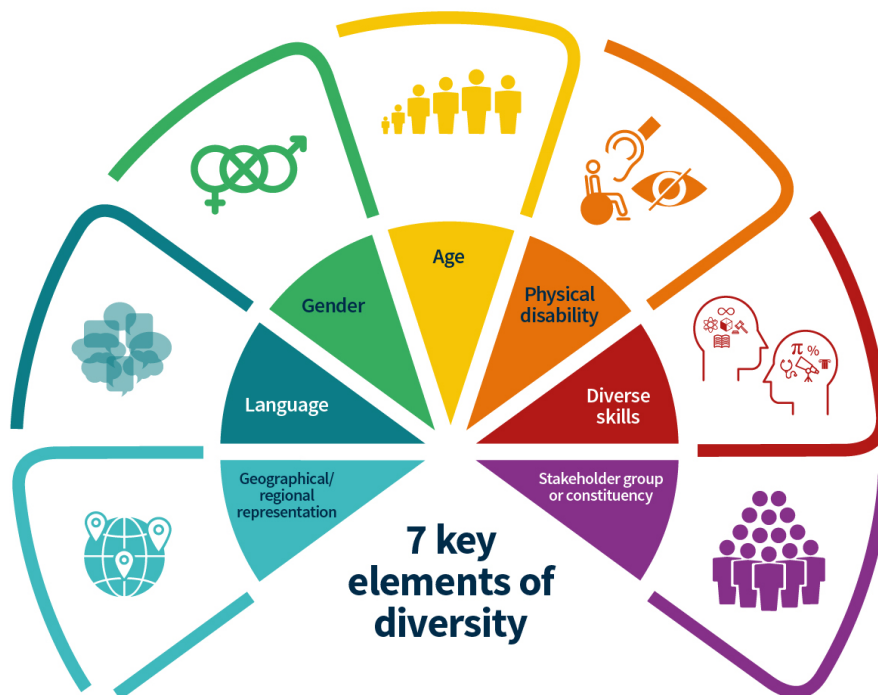 Age
Gender
Physical
disability
Language
Diverse
skills
π %
Geographical/
regional
representation
Stakeholder group
or constituency
7 key
elements of
diversity